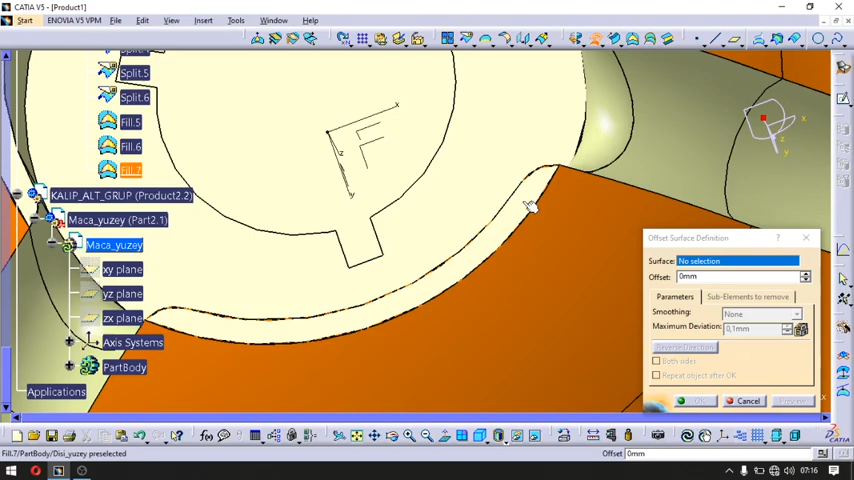 CATIA V5 - [Product1]
Start ENOVIA V5 VPM File Edit View Insert Tools Window Help
Split.5
Split.6
Fill.5
Fill.6
Fill.7
KALIP_ALT_GRUP (Product2.2)
Maca_yuzey (Part2.1)
Maca_yuzey
xy plane
yz plane
zx plane
Axis Systems
PartBody
Applications
x
z
y
x
z
y
Offset Surface Definition
Surface: No selection
Offset: 0mm
Parameters Sub-Elements to remove
Smoothing: None
Maximum Deviation: 0,1mm
Reverse Direction
Both sides
Repeat object after OK
OK Cancel Preview
Fill.7/PartBody/Disi_yuzey preselected Offset 0mm
07:16